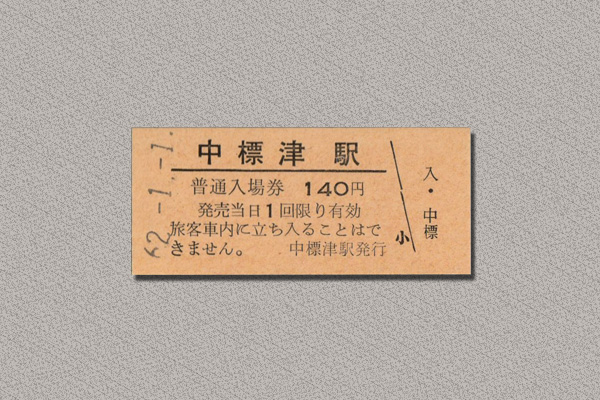 中標津駅
普通入場券 140円
発売当日1回限り有効
旅客車内に立ち入ることはで
きません。 中標津駅発行
62.-1.-1.
小
入・中標